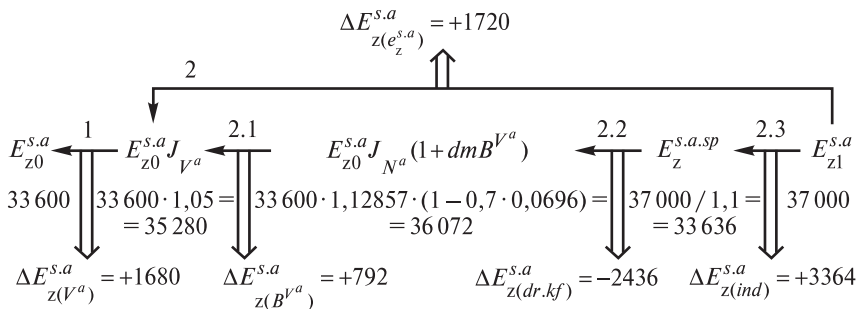 ΔE^{s.a}_{z(e_z^{s.a})} = +1720
2
1 2.1 2.2 2.3
E^{s.a}_{z0} E^{s.a}_{z0} J_{V^a} E^{s.a}_{z0} J_{N^a} (1+dmB^{V^a}) E^{s.a.sp}_{z} E^{s.a}_{z1}
33 600 33 600 · 1,05 = 33 600 · 1,12857 · (1 − 0,7 · 0,0696) = 37 000 / 1,1 = 37 000
= 35 280 = 36 072 = 33 636
ΔE^{s.a}_{z(V^a)} = +1680 ΔE^{s.a}_{z(B^{V^a})} = +792 ΔE^{s.a}_{z(dr.kf)} = −2436 ΔE^{s.a}_{z(ind)} = +3364